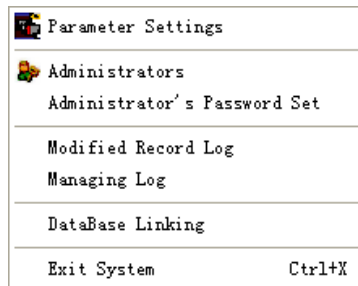 Parameter Settings
Administrators
Administrator's Password Set
Modified Record Log
Managing Log
DataBase Linking
Exit System Ctrl+X